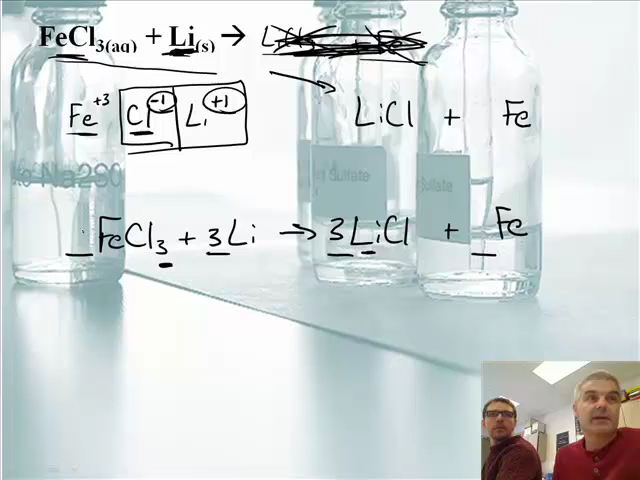 FeCl3(aq) + Li(s) →
Fe+3 Cl-1 Li+1 LiCl + Fe
Sulfate
Sulfate
Na2SO
FeCl3 + 3Li → 3LiCl + Fe